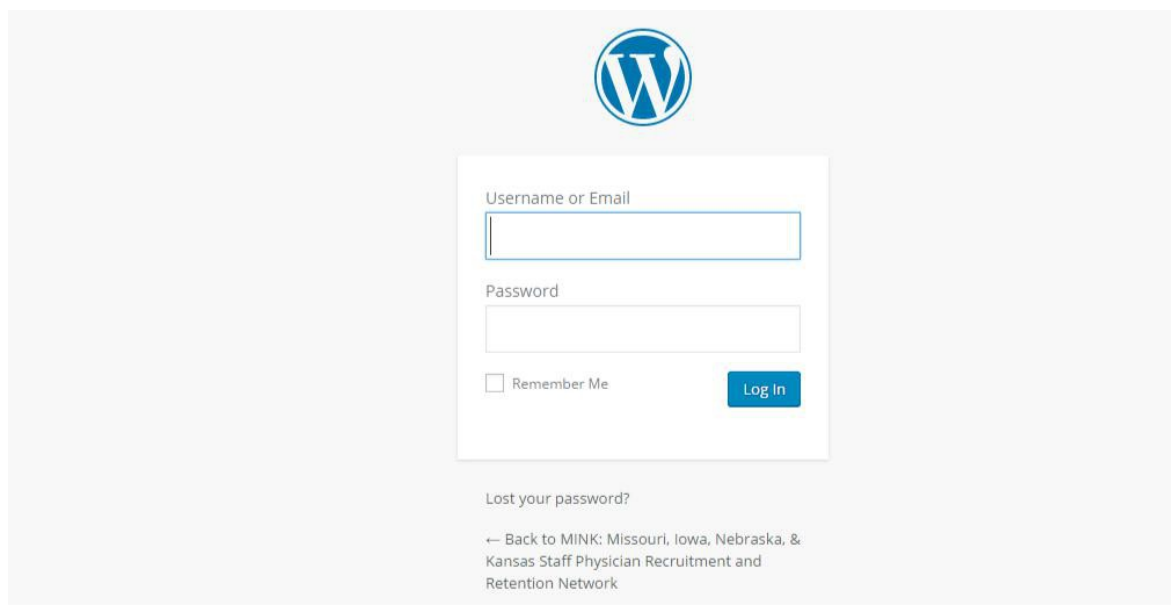 W
Username or Email
Password
Remember Me
Log In
Lost your password?
← Back to MINK: Missouri, Iowa, Nebraska, &
Kansas Staff Physician Recruitment and
Retention Network